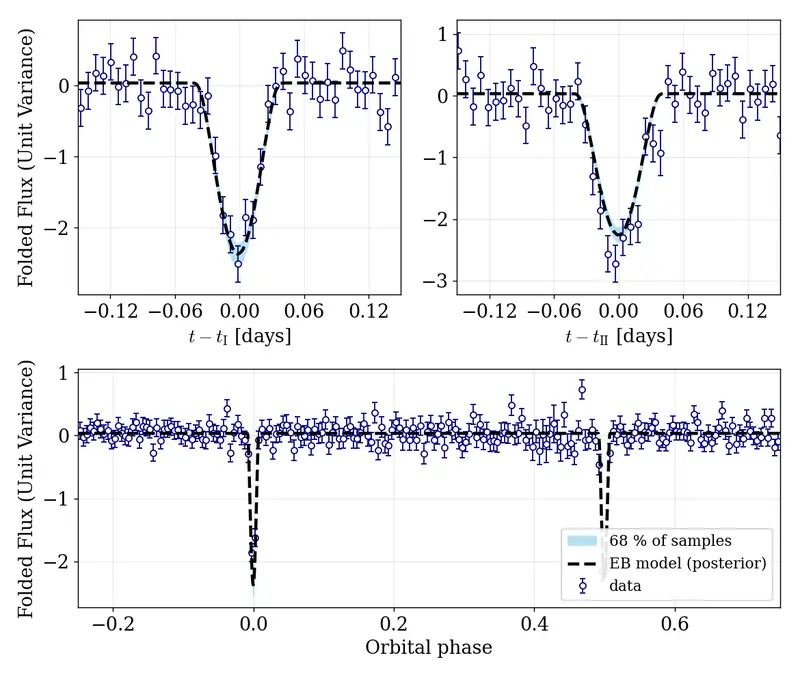 Folded Flux (Unit Variance)
0
−1
−2
−0.12 −0.06 0.00 0.06 0.12
t − tI [days]
1
0
−1
−2
−3
−0.12 −0.06 0.00 0.06 0.12
t − tII [days]
Folded Flux (Unit Variance)
1
0
−1
−2
68 % of samples
EB model (posterior)
data
−0.2 0.0 0.2 0.4 0.6
Orbital phase